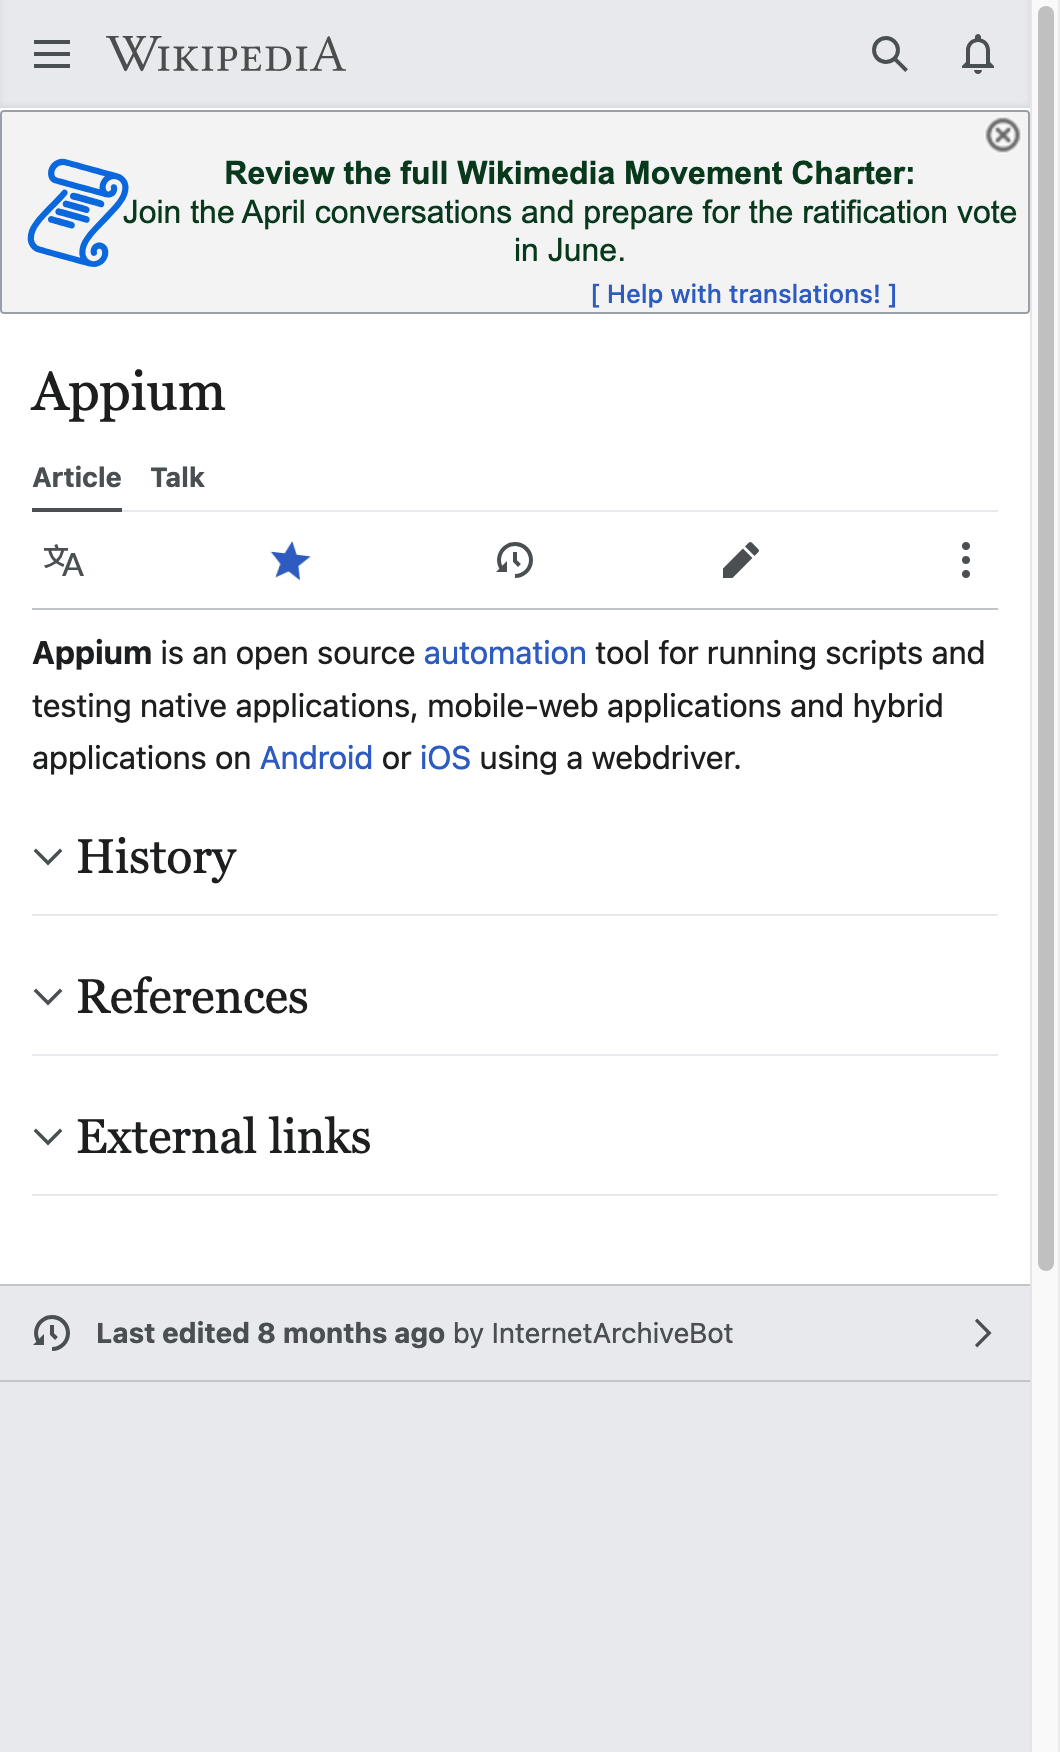 WIKIPEDIA
Review the full Wikimedia Movement Charter:
Join the April conversations and prepare for the ratification vote
in June.
[ Help with translations! ]
Appium
Article Talk
Appium is an open source automation tool for running scripts and
testing native applications, mobile-web applications and hybrid
applications on Android or iOS using a webdriver.
History
References
External links
Last edited 8 months ago by InternetArchiveBot